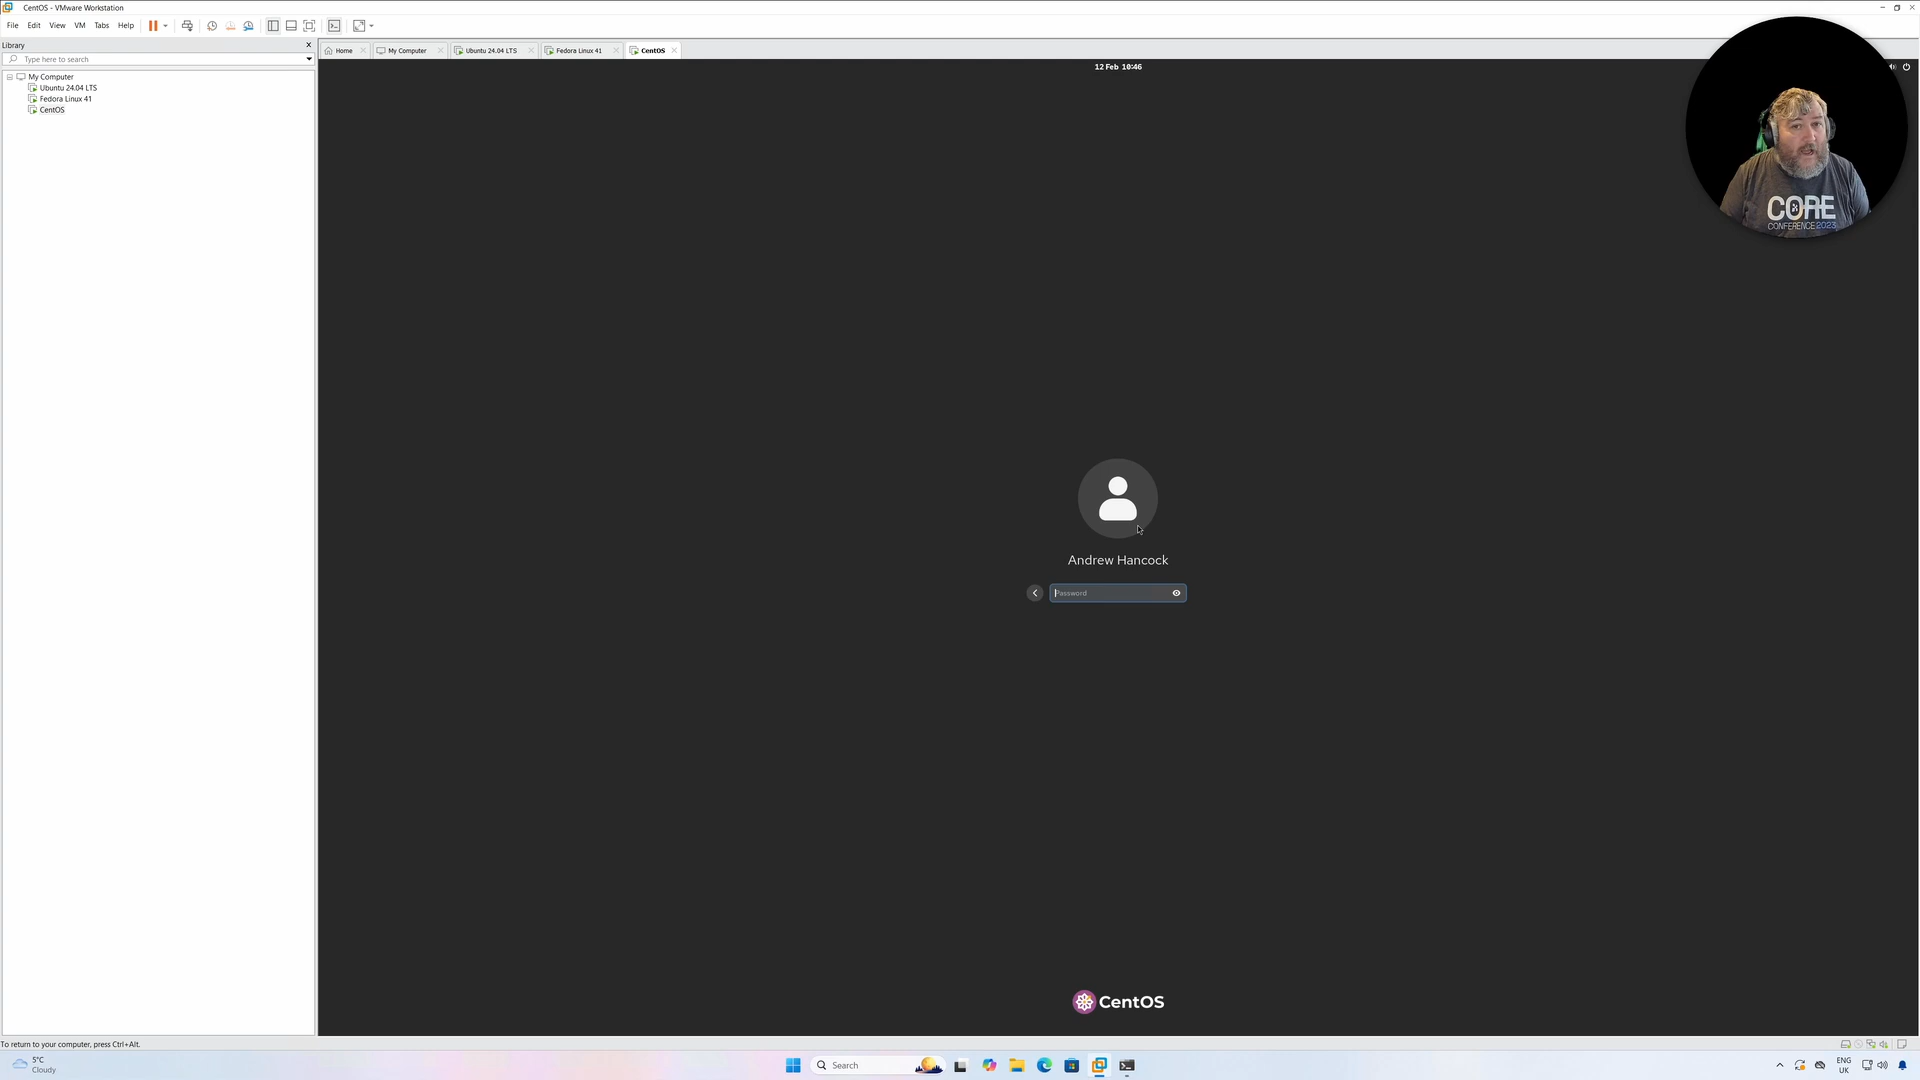 CentOS - VMware Workstation
File Edit View VM Tabs Help
Library
Type here to search
My Computer
Ubuntu 24.04 LTS
Fedora Linux 41
CentOS
Home
My Computer
Ubuntu 24.04 LTS
Fedora Linux 41
CentOS
12 Feb 10:46
CORE
CONFERENCE 2023
Andrew Hancock
Password
CentOS
To return to your computer, press Ctrl+Alt.
5°C
Cloudy
Search
ENG
UK